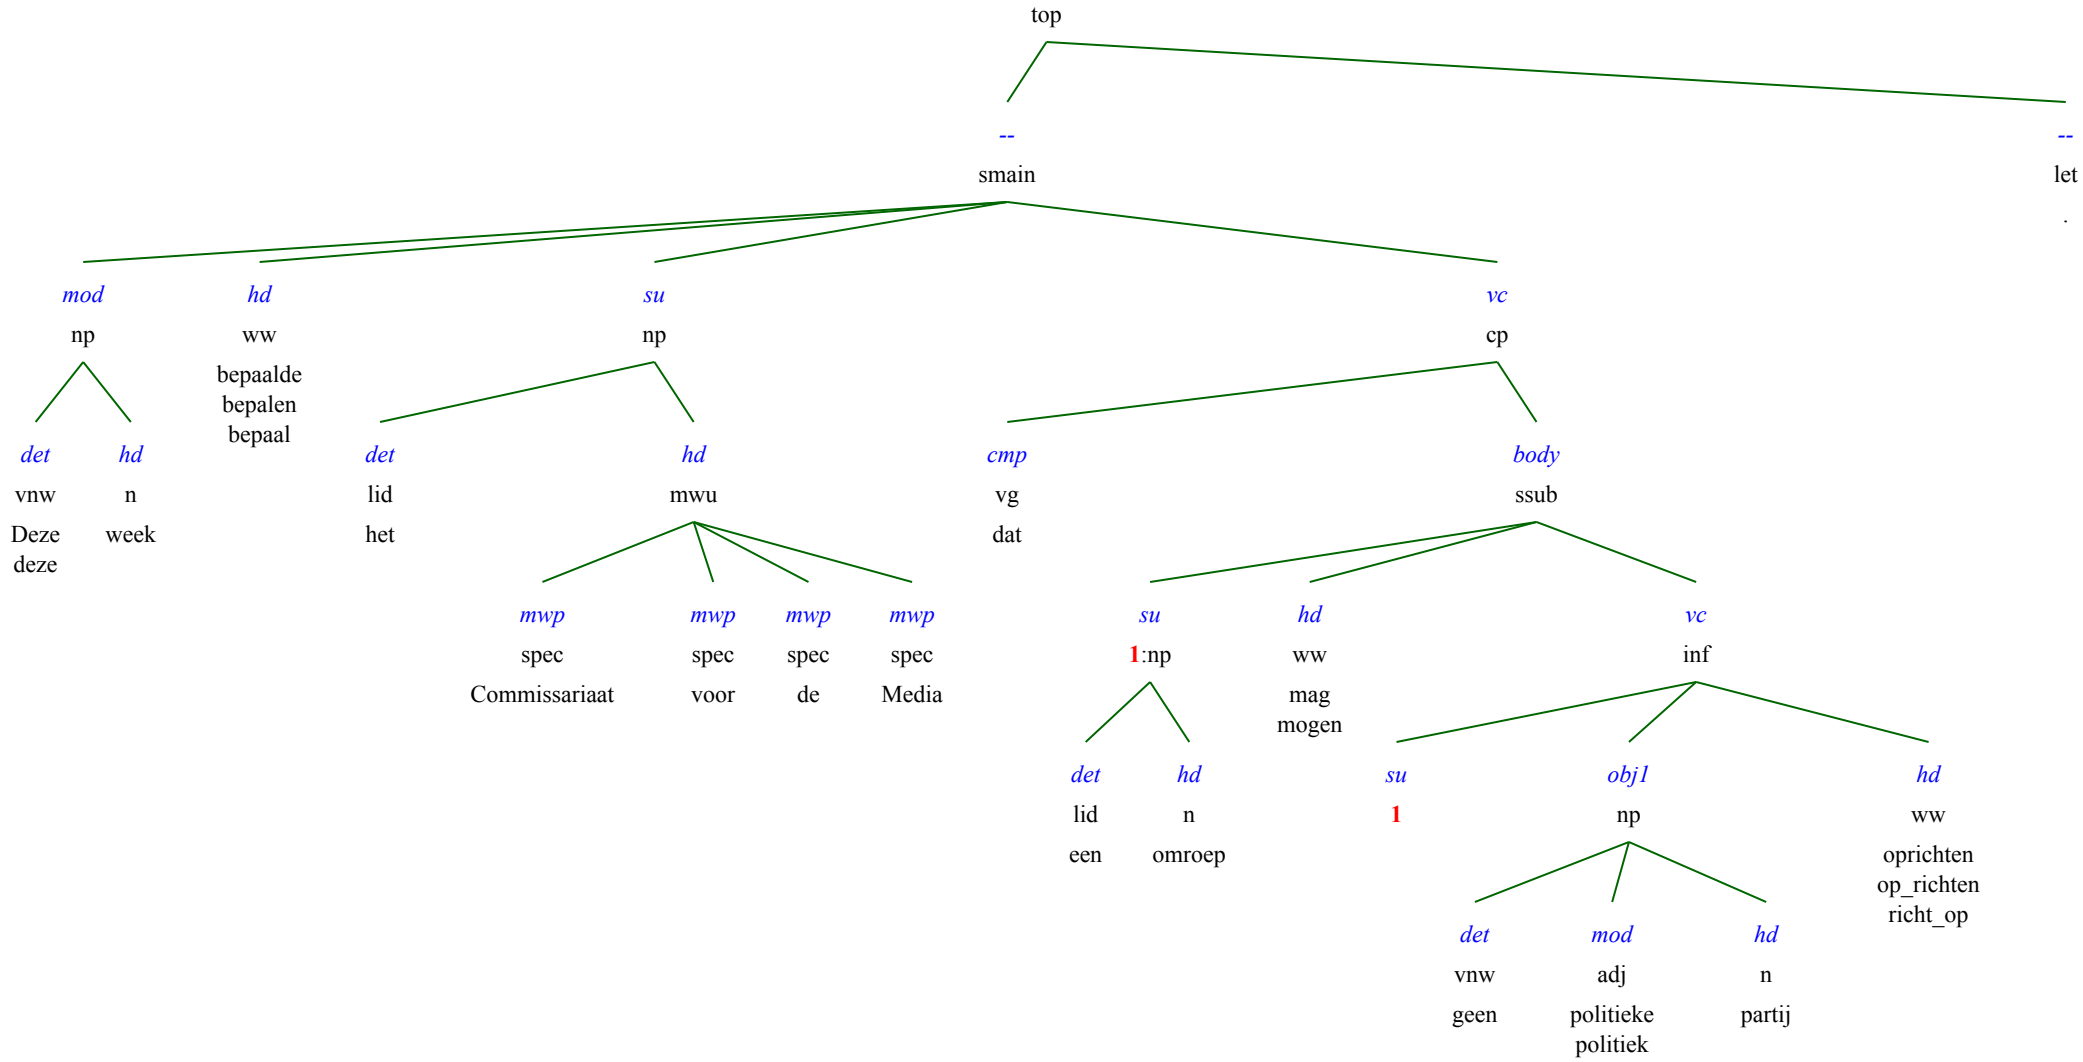 top
-- --
smain let
.
mod hd su vc
np ww np cp
bepaalde
bepalen
bepaal
det hd det hd cmp body
vnw n lid mwu vg ssub
Deze week het dat
deze
mwp mwp mwp mwp su hd vc
spec spec spec spec 1:np ww inf
Commissariaat voor de Media mag
mogen
det hd su obj1 hd
lid n 1 np ww
een omroep oprichten
op_richten
richt_op
det mod hd
vnw adj n
geen politieke partij
politiek